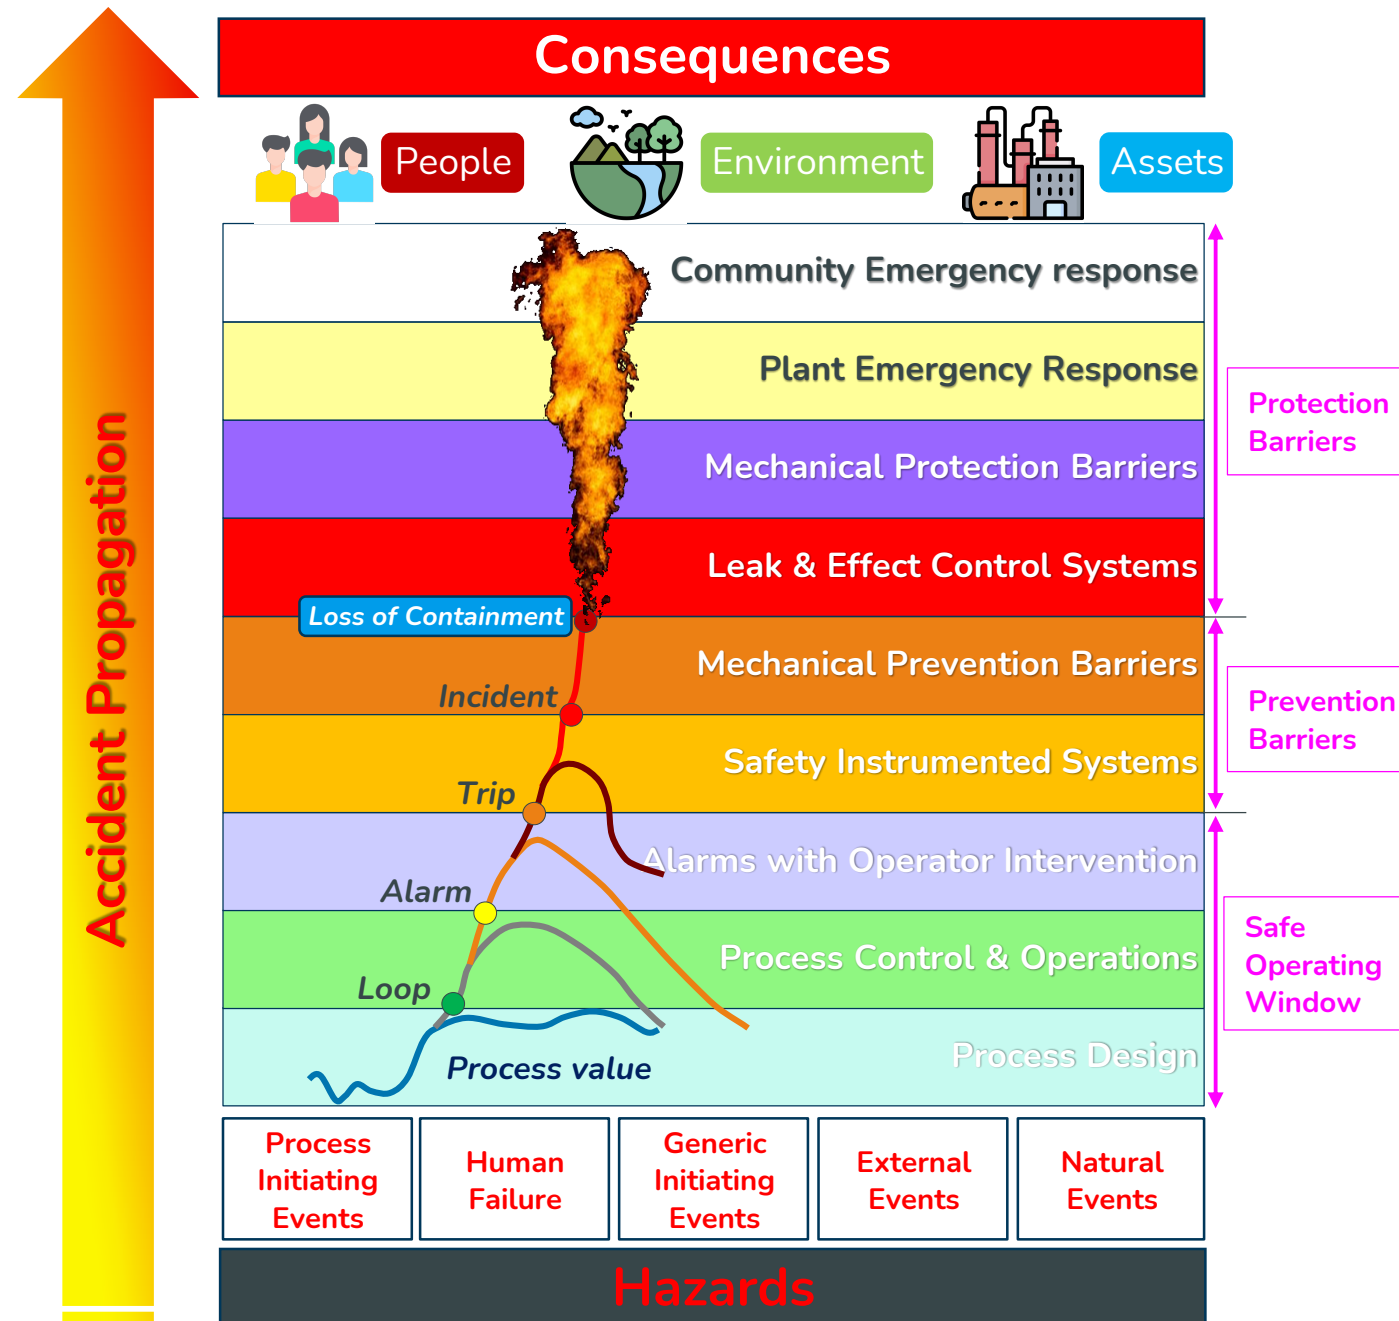 Consequences
People
Environment
Assets
Community Emergency response
Plant Emergency Response
Mechanical Protection Barriers
Leak & Effect Control Systems
Loss of Containment
Mechanical Prevention Barriers
Incident
Safety Instrumented Systems
Trip
Alarms with Operator Intervention
Alarm
Process Control & Operations
Loop
Process Design
Process value
Protection
Barriers
Prevention
Barriers
Safe
Operating
Window
Accident Propagation
Process
Initiating
Events
Human
Failure
Generic
Initiating
Events
External
Events
Natural
Events
Hazards